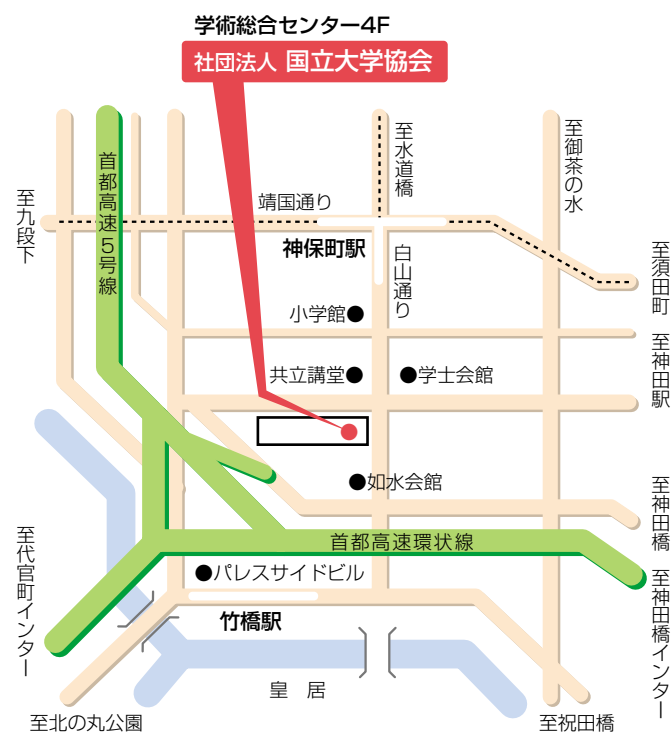 学術総合センター4F
社団法人 国立大学協会
至水道橋
至御茶の水
首都高速5号線
至九段下
靖国通り
神保町駅
白山通り
至須田町
小学館
至神田駅
共立講堂
学士会館
如水会館
至神田橋
至代官町インター
首都高速環状線
パレスサイドビル
至神田橋インター
竹橋駅
皇 居
至北の丸公園
至祝田橋